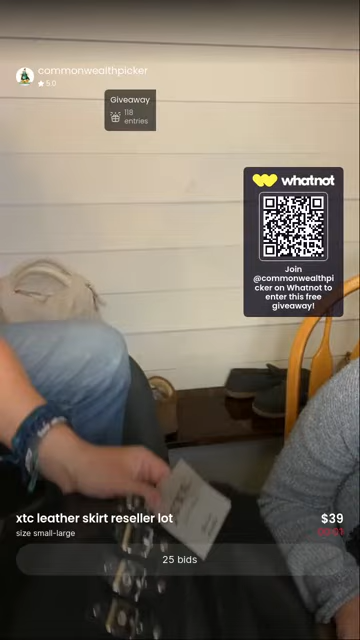 commonwealthpicker
5.0
Giveaway
118
entries
whatnot
Join
@commonwealthpi
cker on Whatnot to
enter this free
giveaway!
xtc leather skirt reseller lot
$39
size small-large
25 bids